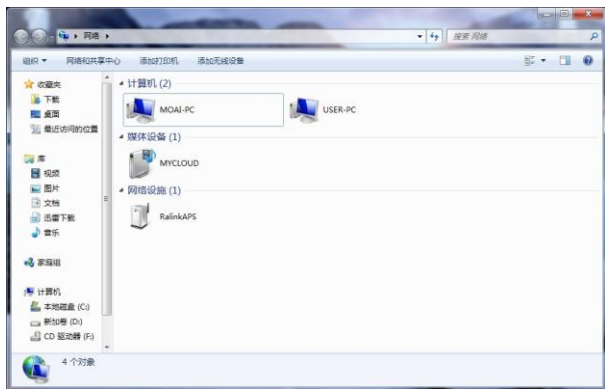 网络
搜索 网络
组织
网络和共享中心
添加打印机
添加无线设备
收藏夹
下载
桌面
最近访问的位置
库
视频
图片
文档
迅雷下载
音乐
家庭组
计算机
本地磁盘 (C:)
新加卷 (D:)
CD 驱动器 (F:)
计算机 (2)
MOAI-PC
USER-PC
媒体设备 (1)
MYCLOUD
网络设施 (1)
RalinkAPS
4 个对象